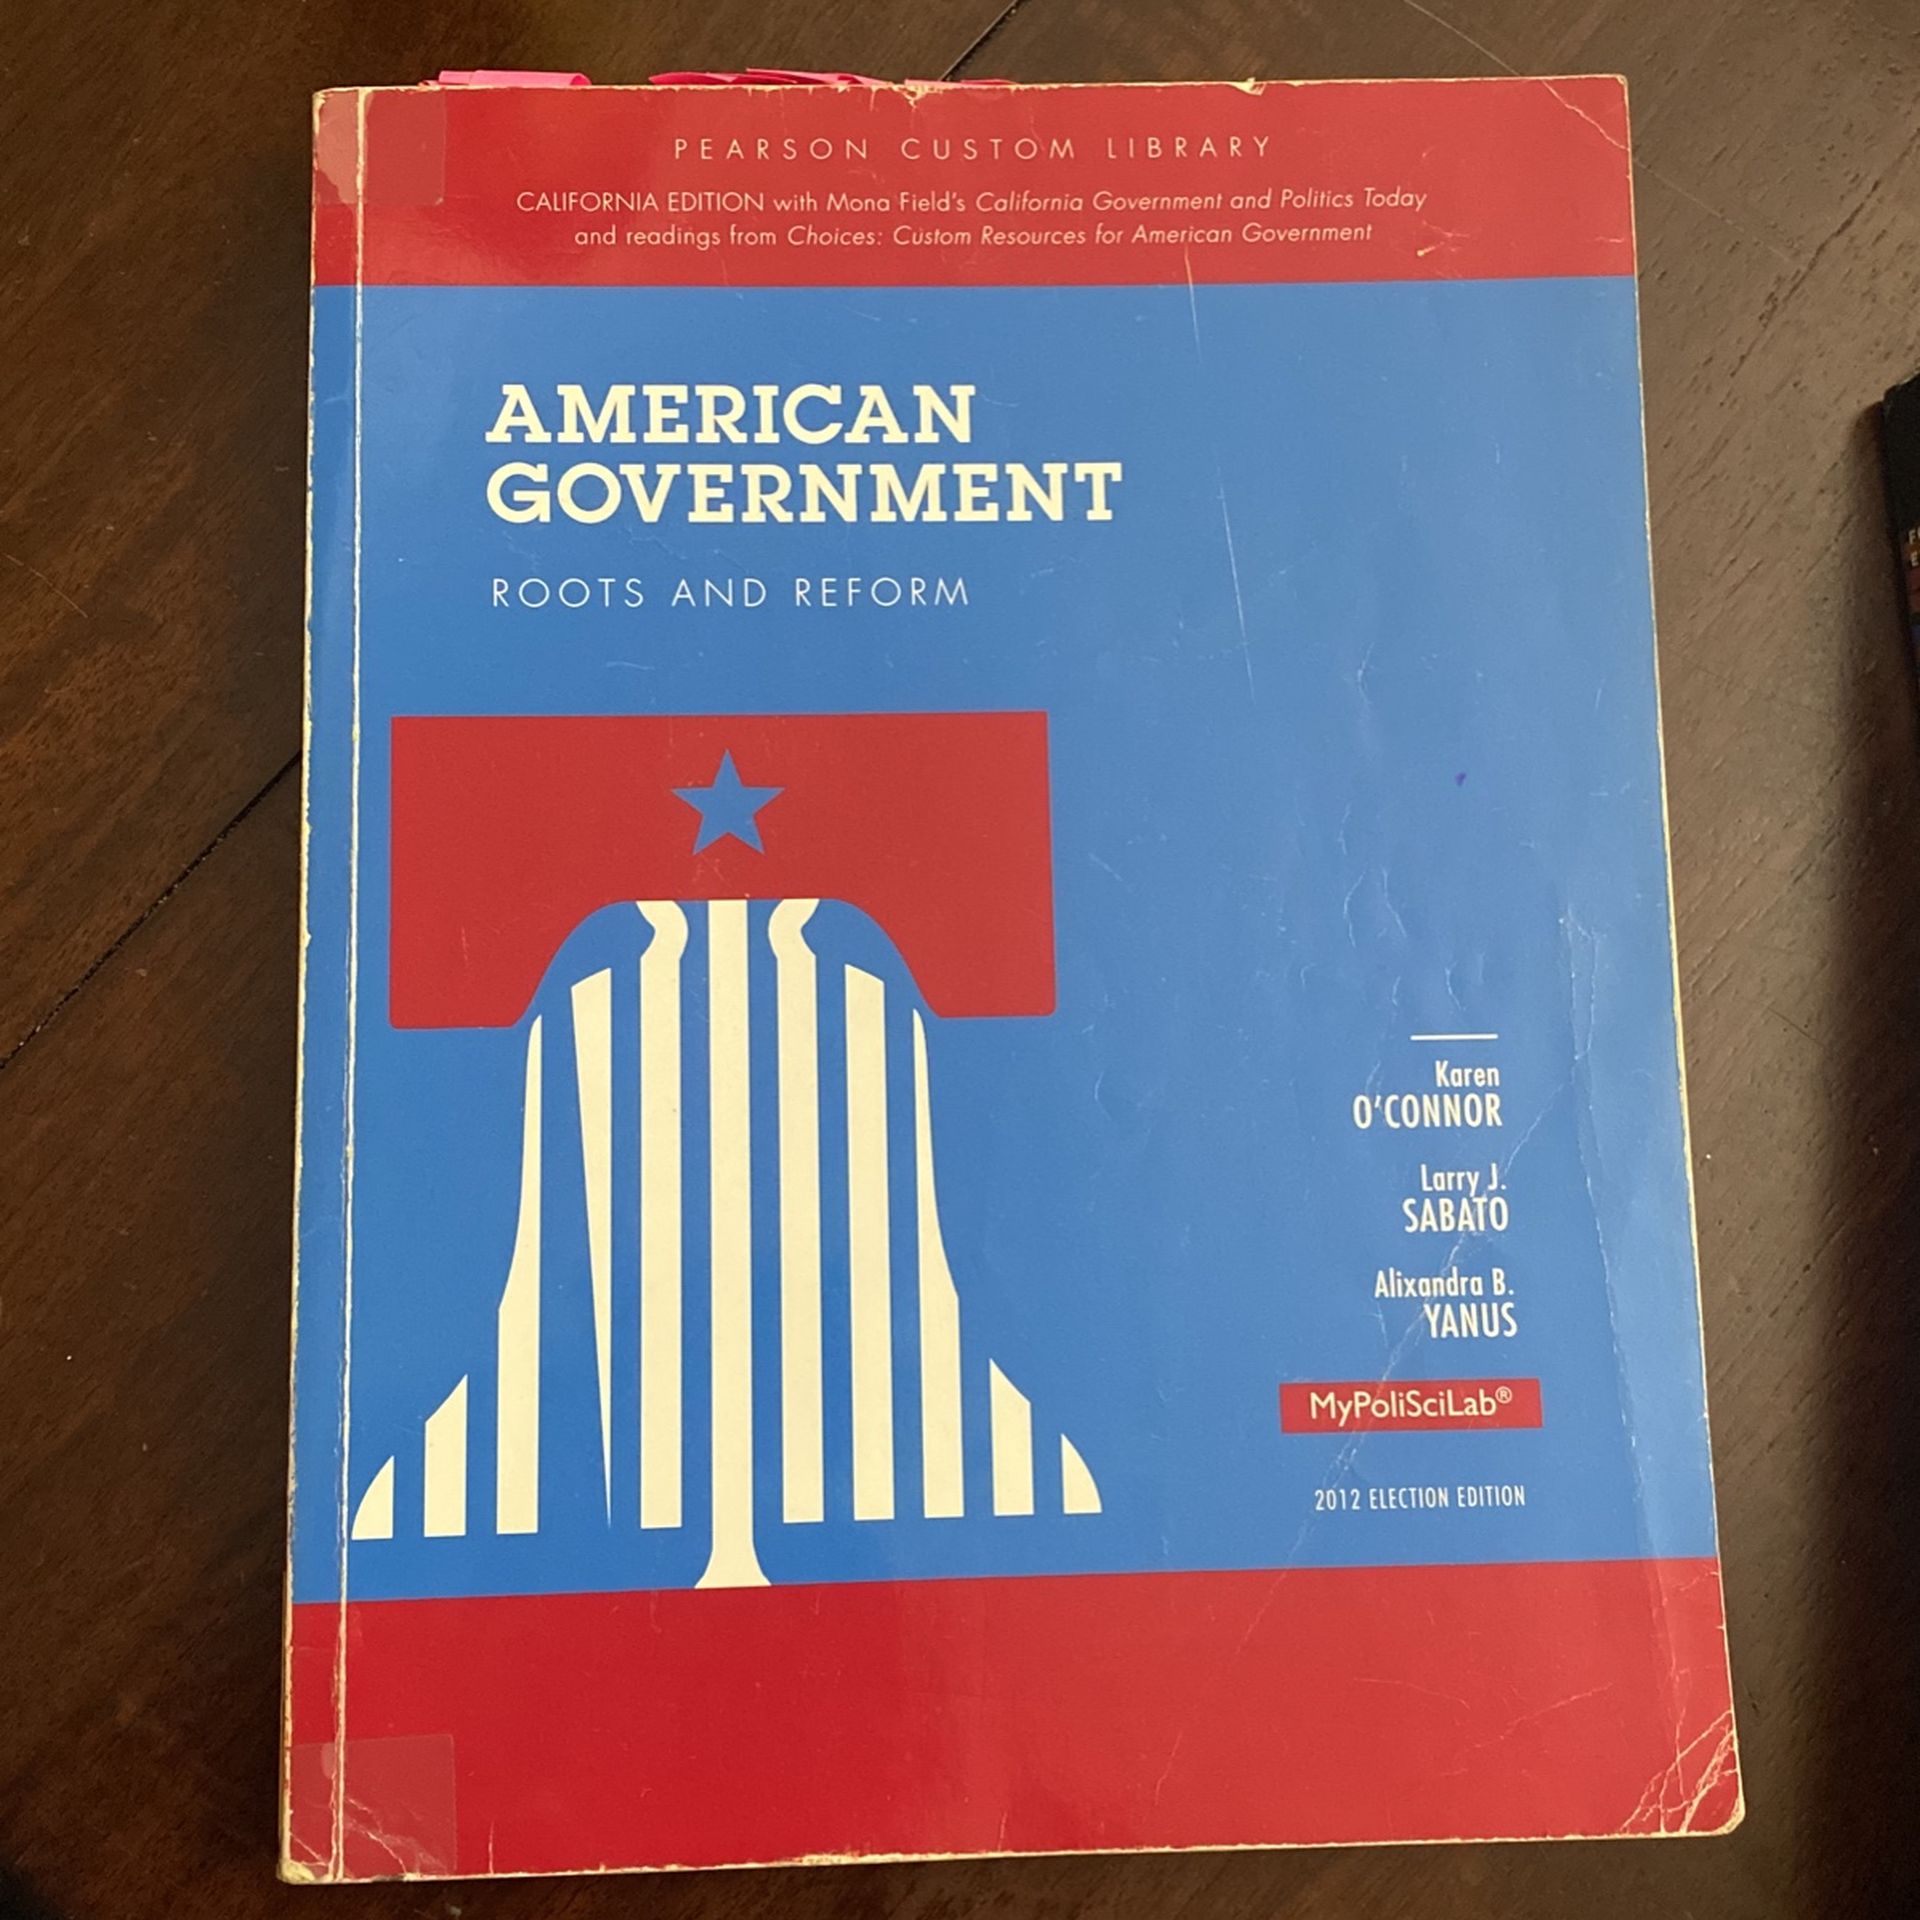 PEARSON CUSTOM LIBRARY
CALIFORNIA EDITION with Mona Field's California Government and Politics Today
and readings from Choices: Custom Resources for American Government
AMERICAN
GOVERNMENT
ROOTS AND REFORM
Karen
O'CONNOR
Larry J.
SABATO
Alixandra B.
YANUS
MyPoliSciLab®
2012 ELECTION EDITION